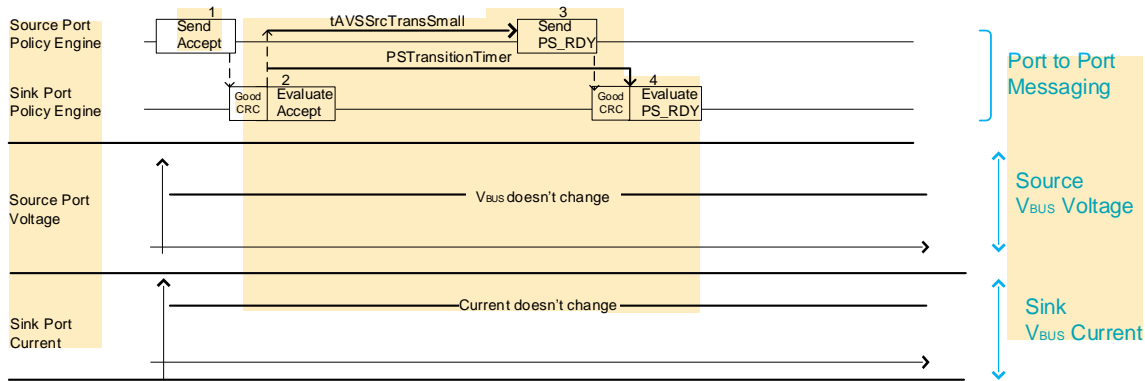 Source Port
Policy Engine
1
Send
Accept
tAVSSrcTransSmall
3
Send
PS_RDY
PSTransitionTimer
Sink Port
Policy Engine
2
Good
CRC
Evaluate
Accept
4
Good
CRC
Evaluate
PS_RDY
Port to Port
Messaging
Source Port
Voltage
VBUS doesn't change
Source
VBUS Voltage
Sink Port
Current
Current doesn't change
Sink
VBUS Current